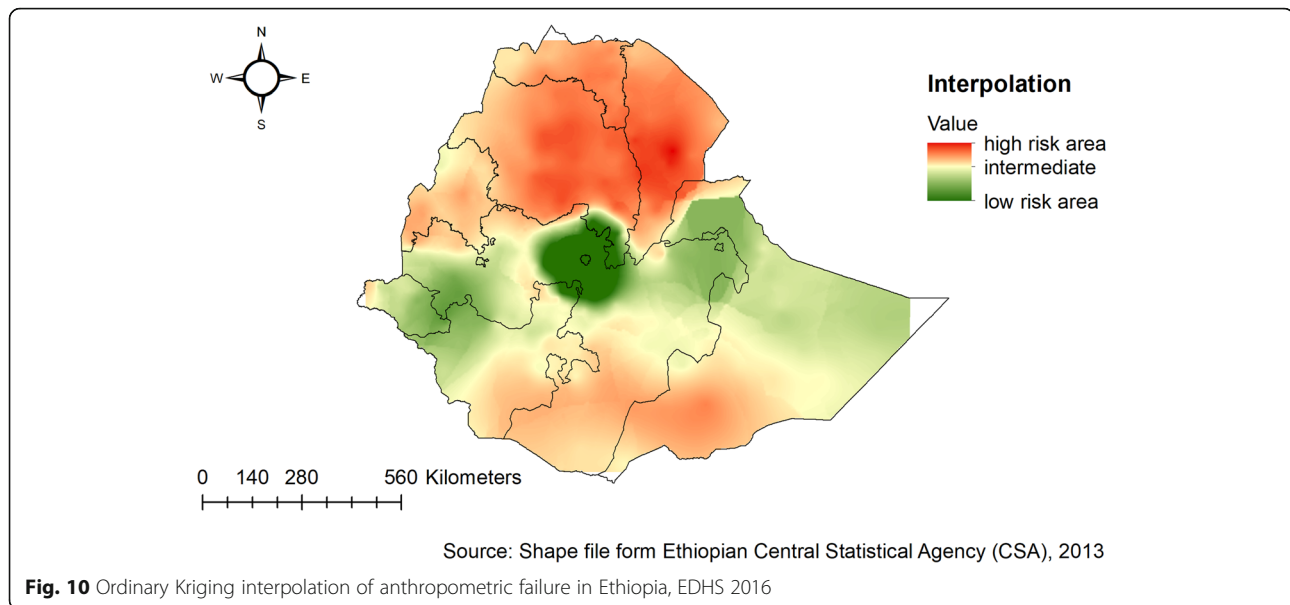 N
W E
S
Interpolation
Value
high risk area
intermediate
low risk area
0 140 280 560 Kilometers
Source: Shape file form Ethiopian Central Statistical Agency (CSA), 2013
Fig. 10 Ordinary Kriging interpolation of anthropometric failure in Ethiopia, EDHS 2016